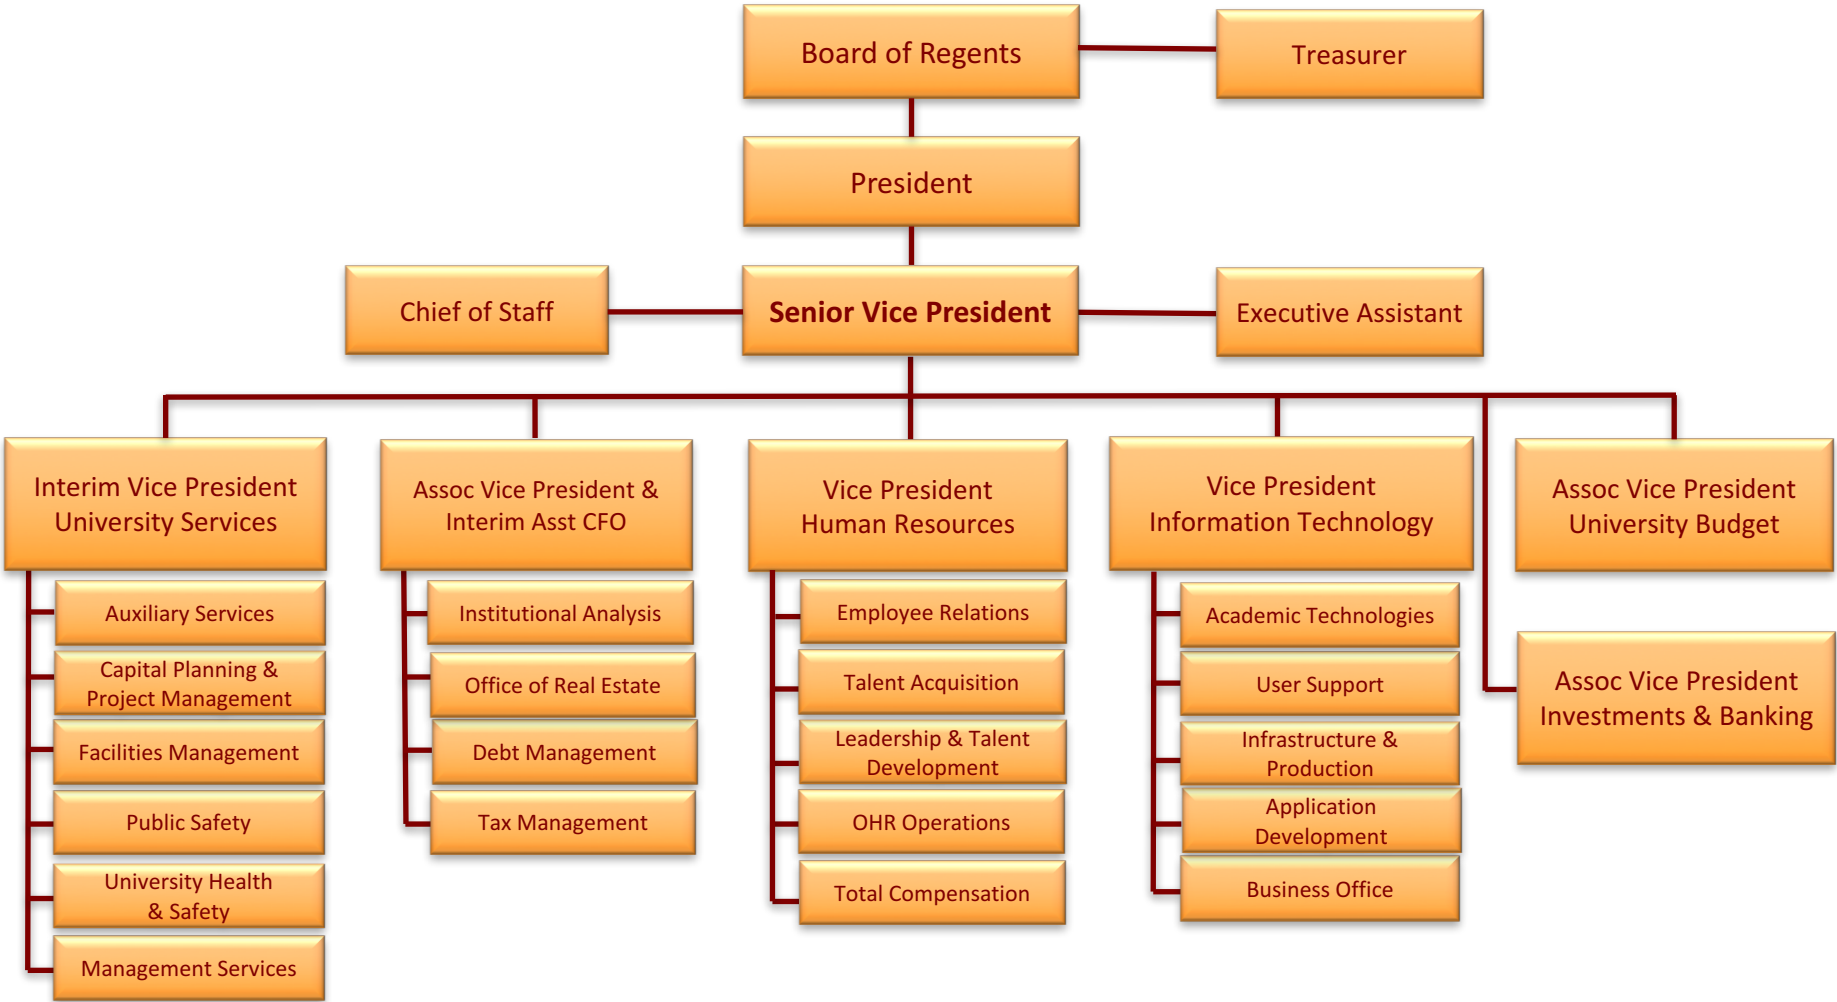 Board of Regents
Treasurer
President
Chief of Staff
Senior Vice President
Executive Assistant
Interim Vice President
University Services
Auxiliary Services
Capital Planning &
Project Management
Facilities Management
Public Safety
University Health
& Safety
Management Services
Assoc Vice President &
Interim Asst CFO
Institutional Analysis
Office of Real Estate
Debt Management
Tax Management
Vice President
Human Resources
Employee Relations
Talent Acquisition
Leadership & Talent
Development
OHR Operations
Total Compensation
Vice President
Information Technology
Academic Technologies
User Support
Infrastructure &
Production
Application
Development
Business Office
Assoc Vice President
University Budget
Assoc Vice President
Investments & Banking